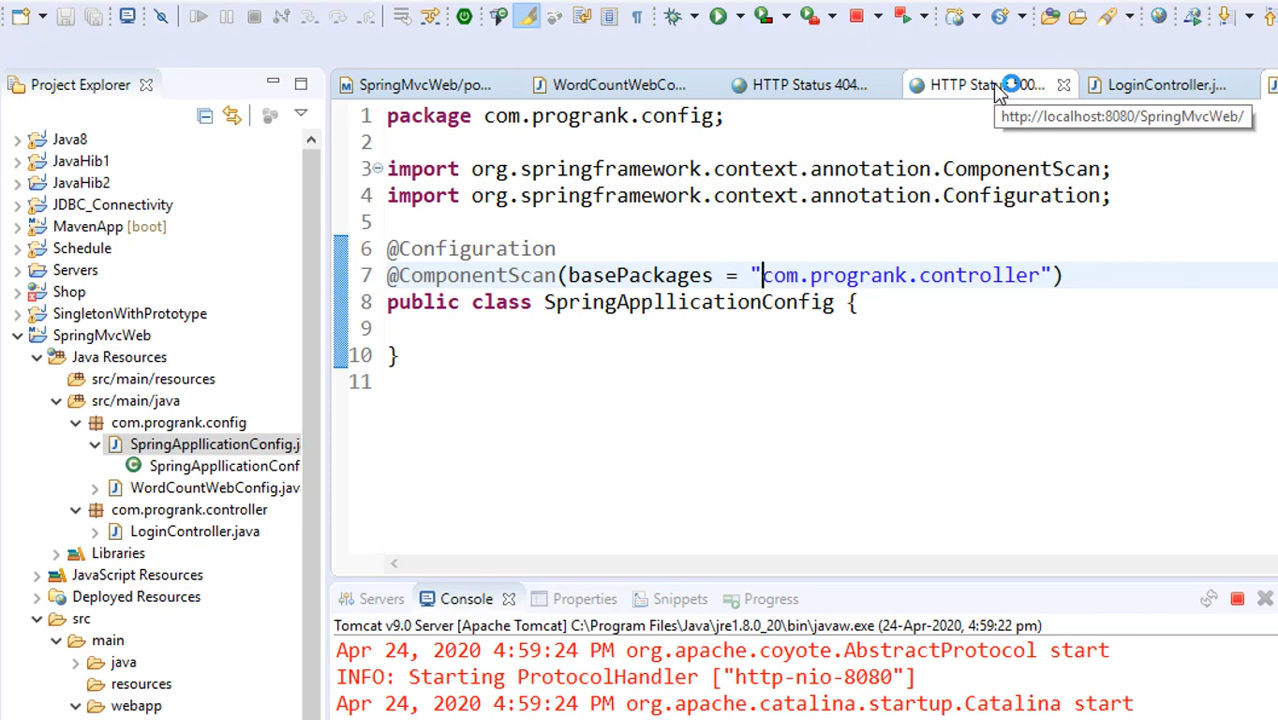 Project Explorer
SpringMvcWeb/po...
WordCountWebCo...
HTTP Status 404...
HTTP Stat 00...
LoginController.j...
http://localhost:8080/SpringMvcWeb/
Java8
JavaHib1
JavaHib2
JDBC_Connectivity
MavenApp [boot]
Schedule
Servers
Shop
SingletonWithPrototype
SpringMvcWeb
Java Resources
src/main/resources
src/main/java
com.progrank.config
SpringAppllicationConfig.j
SpringAppllicationConf
WordCountWebConfig.jav
com.progrank.controller
LoginController.java
Libraries
JavaScript Resources
Deployed Resources
src
main
java
resources
webapp
1 package com.progrank.config;
2
3 import org.springframework.context.annotation.ComponentScan;
4 import org.springframework.context.annotation.Configuration;
5
6 @Configuration
7 @ComponentScan(basePackages = "com.progrank.controller")
8 public class SpringAppllicationConfig {
9
10 }
11
Servers
Console
Properties
Snippets
Progress
Tomcat v9.0 Server [Apache Tomcat] C:\Program Files\Java\jre1.8.0_20\bin\javaw.exe (24-Apr-2020, 4:59:22 pm)
Apr 24, 2020 4:59:24 PM org.apache.coyote.AbstractProtocol start
INFO: Starting ProtocolHandler ["http-nio-8080"]
Apr 24, 2020 4:59:24 PM org.apache.catalina.startup.Catalina start